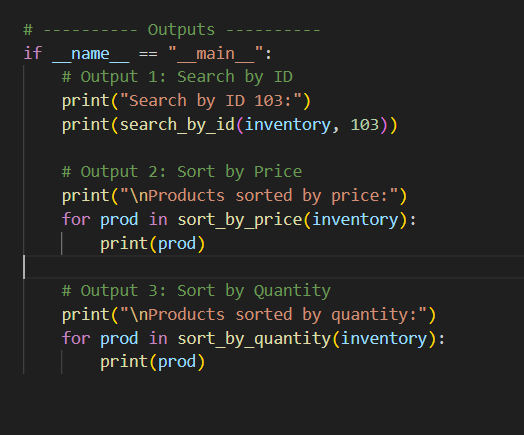 # ---------- Outputs ----------
if __name__ == "__main__":
    # Output 1: Search by ID
    print("Search by ID 103:")
    print(search_by_id(inventory, 103))

    # Output 2: Sort by Price
    print("\nProducts sorted by price:")
    for prod in sort_by_price(inventory):
        print(prod)

    # Output 3: Sort by Quantity
    print("\nProducts sorted by quantity:")
    for prod in sort_by_quantity(inventory):
        print(prod)